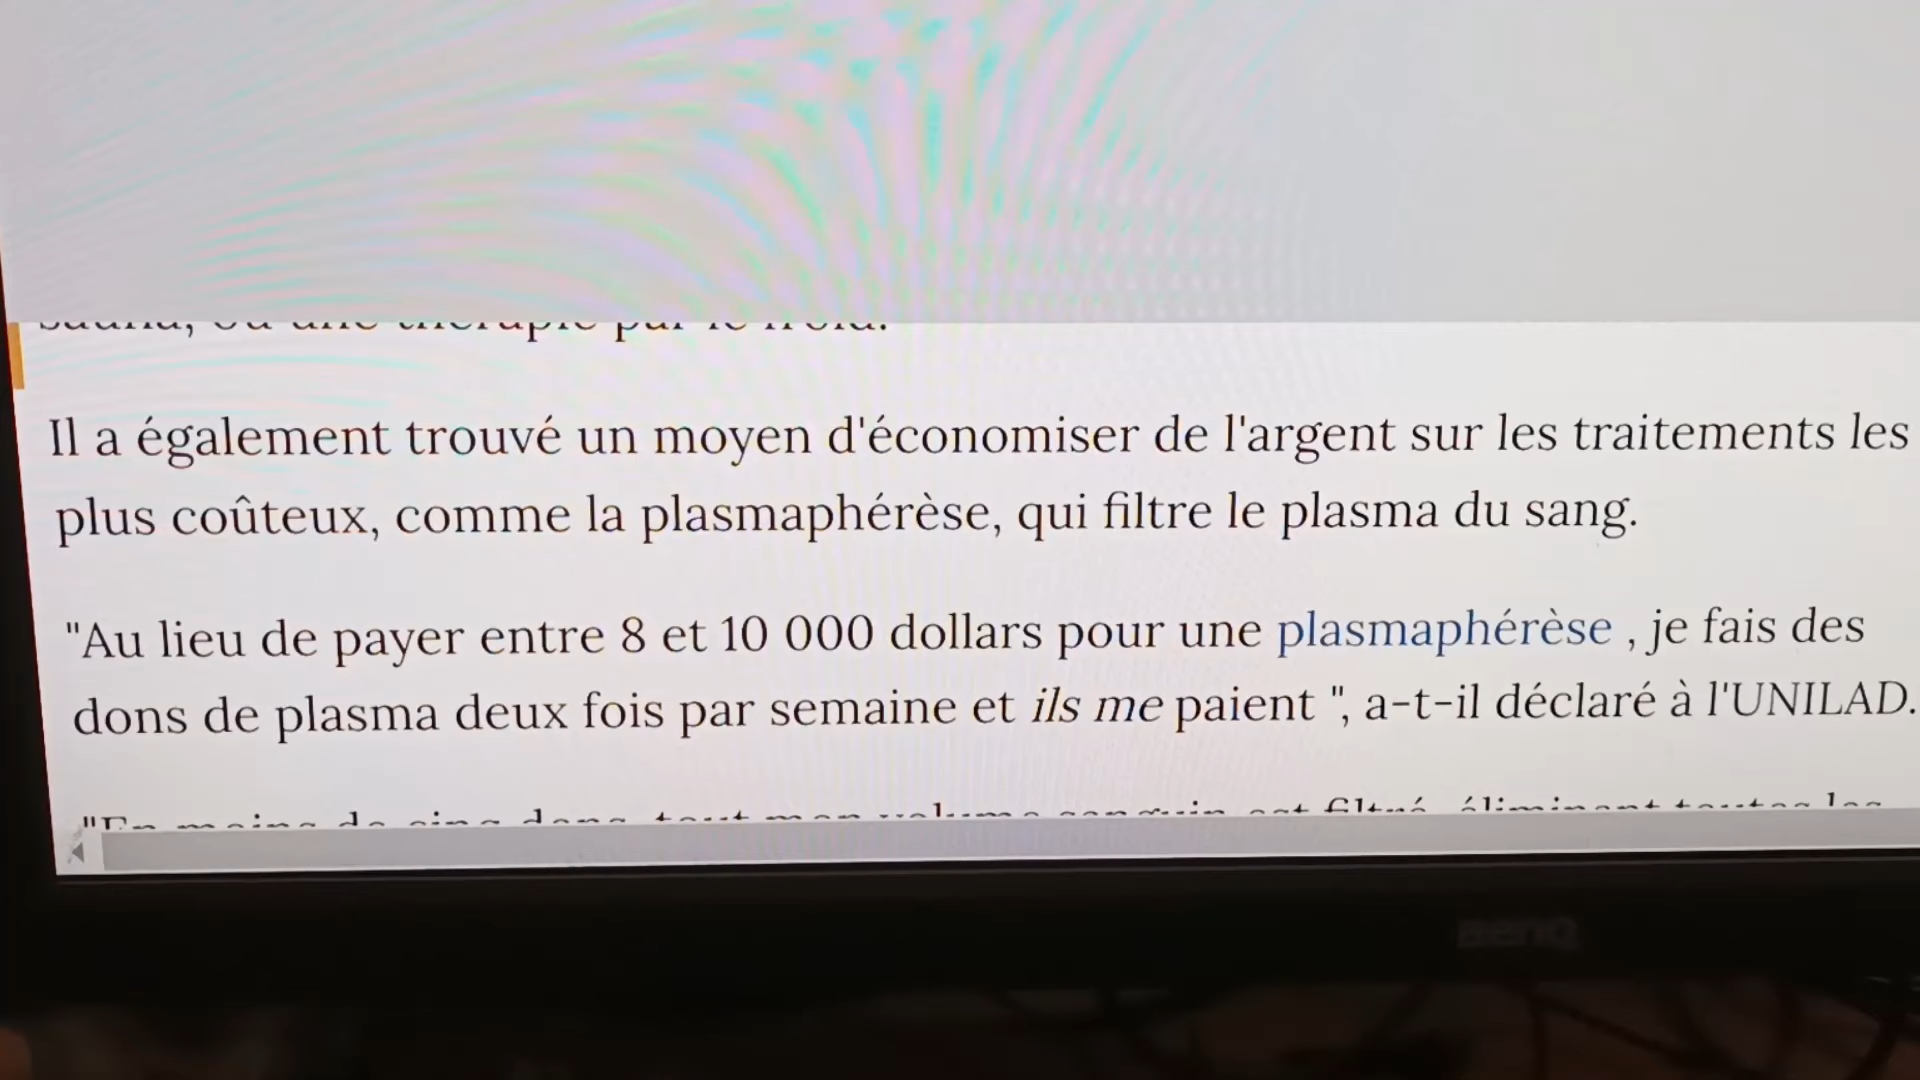 Il a également trouvé un moyen d'économiser de l'argent sur les traitements les
plus coûteux, comme la plasmaphérèse, qui filtre le plasma du sang.
"Au lieu de payer entre 8 et 10 000 dollars pour une plasmaphérèse , je fais des
dons de plasma deux fois par semaine et ils me paient ", a-t-il déclaré à l'UNILAD.
BenQ